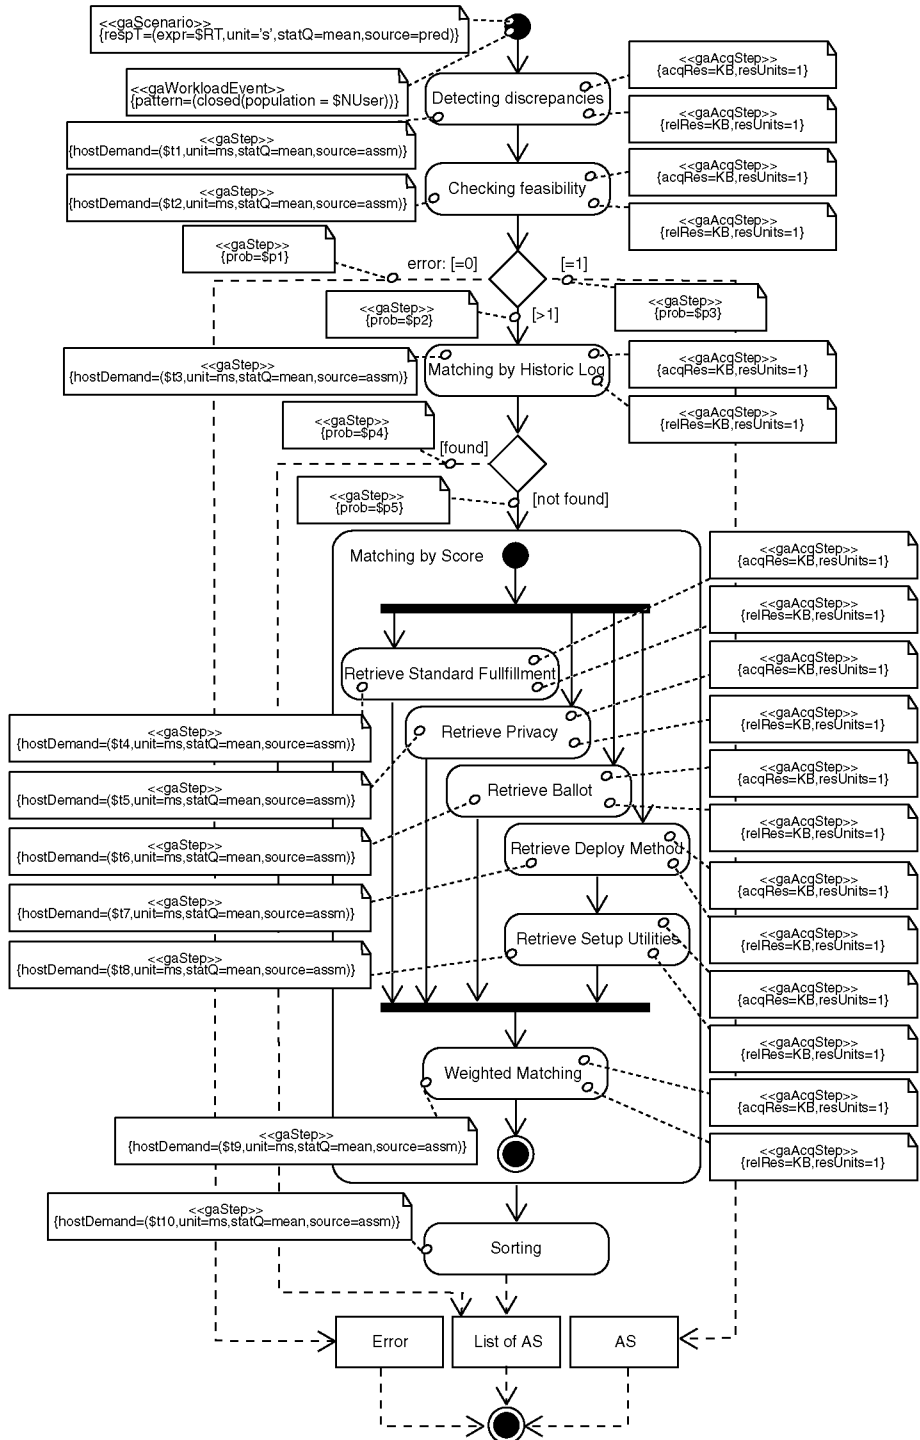 <<gaScenario>>
{respT=(expr=$RT,unit='s',statQ=mean,source=pred)}
<<gaWorkloadEvent>>
{pattern=(closed(population = $NUser))}
<<gaStep>>
{hostDemand=($t1,unit=ms,statQ=mean,source=assm)}
Detecting discrepancies
<<gaAcqStep>>
{acqRes=KB,resUnits=1}
<<gaAcqStep>>
{relRes=KB,resUnits=1}
<<gaStep>>
{hostDemand=($t2,unit=ms,statQ=mean,source=assm)}
Checking feasibility
<<gaAcqStep>>
{acqRes=KB,resUnits=1}
<<gaAcqStep>>
{relRes=KB,resUnits=1}
<<gaStep>>
{prob=$p1}
error: [=0]
[=1]
<<gaStep>>
{prob=$p2}
[>1]
<<gaStep>>
{prob=$p3}
<<gaStep>>
{hostDemand=($t3,unit=ms,statQ=mean,source=assm)}
Matching by Historic Log
<<gaAcqStep>>
{acqRes=KB,resUnits=1}
<<gaAcqStep>>
{relRes=KB,resUnits=1}
<<gaStep>>
{prob=$p4}
[found]
<<gaStep>>
{prob=$p5}
[not found]
Matching by Score
<<gaAcqStep>>
{acqRes=KB,resUnits=1}
<<gaAcqStep>>
{relRes=KB,resUnits=1}
Retrieve Standard Fullfillment
<<gaAcqStep>>
{acqRes=KB,resUnits=1}
<<gaStep>>
{hostDemand=($t4,unit=ms,statQ=mean,source=assm)}
Retrieve Privacy
<<gaAcqStep>>
{relRes=KB,resUnits=1}
<<gaStep>>
{hostDemand=($t5,unit=ms,statQ=mean,source=assm)}
Retrieve Ballot
<<gaAcqStep>>
{acqRes=KB,resUnits=1}
<<gaAcqStep>>
{relRes=KB,resUnits=1}
<<gaStep>>
{hostDemand=($t6,unit=ms,statQ=mean,source=assm)}
Retrieve Deploy Method
<<gaAcqStep>>
{acqRes=KB,resUnits=1}
<<gaStep>>
{hostDemand=($t7,unit=ms,statQ=mean,source=assm)}
<<gaAcqStep>>
{relRes=KB,resUnits=1}
Retrieve Setup Utilities
<<gaStep>>
{hostDemand=($t8,unit=ms,statQ=mean,source=assm)}
<<gaAcqStep>>
{acqRes=KB,resUnits=1}
<<gaAcqStep>>
{relRes=KB,resUnits=1}
Weighted Matching
<<gaAcqStep>>
{acqRes=KB,resUnits=1}
<<gaStep>>
{hostDemand=($t9,unit=ms,statQ=mean,source=assm)}
<<gaAcqStep>>
{relRes=KB,resUnits=1}
<<gaStep>>
{hostDemand=($t10,unit=ms,statQ=mean,source=assm)}
Sorting
Error
List of AS
AS